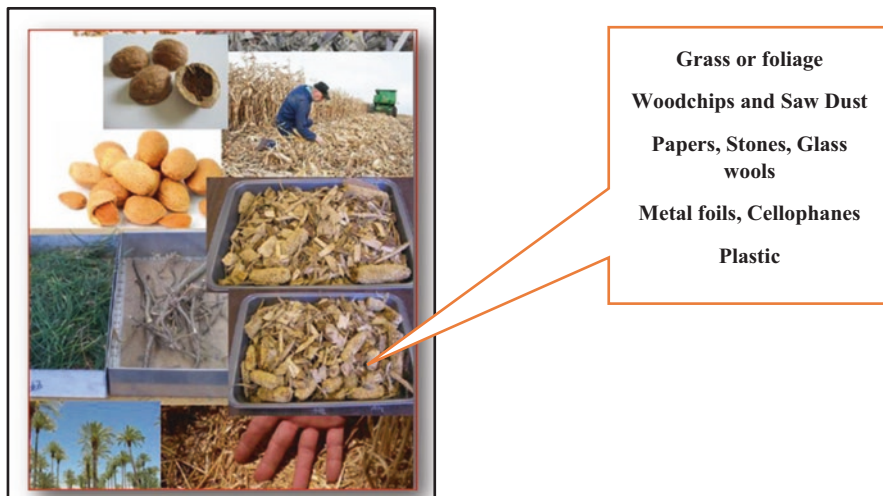 Grass or foliage
Woodchips and Saw Dust
Papers, Stones, Glass
wools
Metal foils, Cellophanes
Plastic